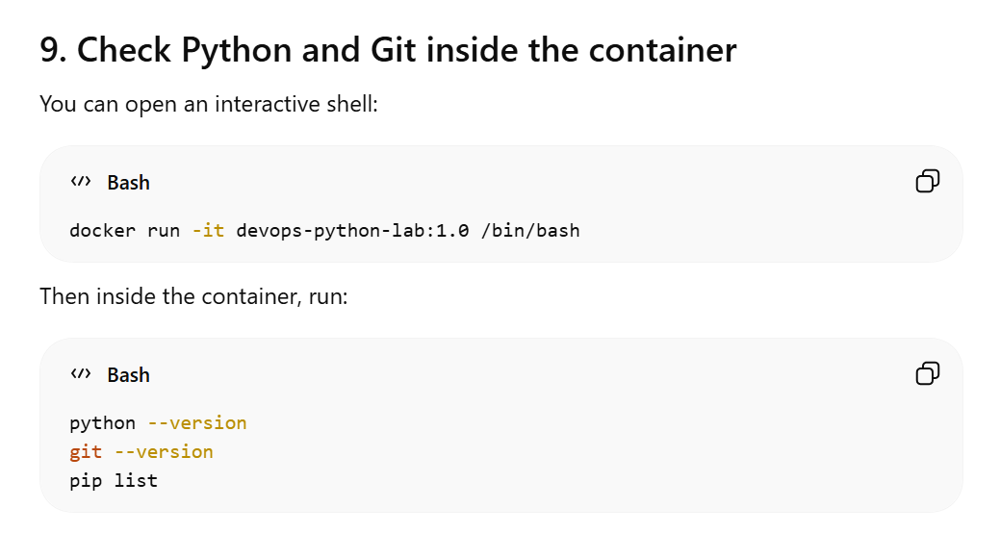 9. Check Python and Git inside the container
You can open an interactive shell:
Bash
docker run -it devops-python-lab:1.0 /bin/bash
Then inside the container, run:
Bash
python --version
git --version
pip list